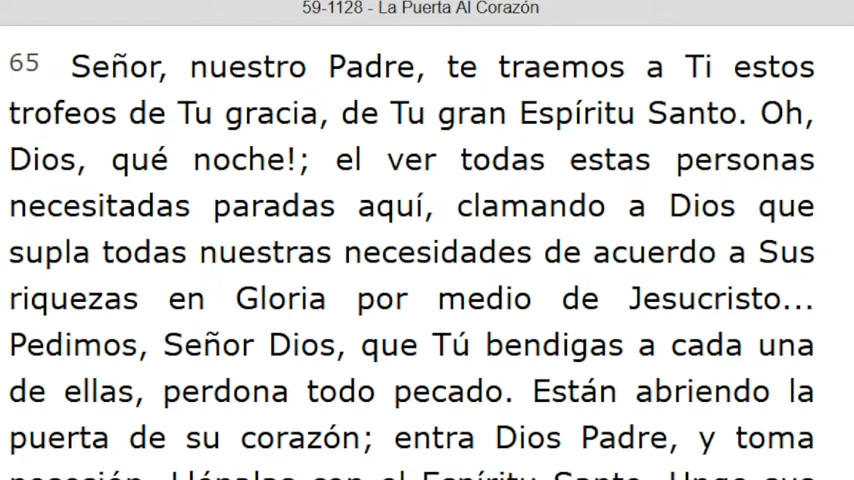 59-1128 - La Puerta Al Corazón
65 Señor, nuestro Padre, te traemos a Ti estos
trofeos de Tu gracia, de Tu gran Espíritu Santo. Oh,
Dios, qué noche!; el ver todas estas personas
necesitadas paradas aquí, clamando a Dios que
supla todas nuestras necesidades de acuerdo a Sus
riquezas en Gloria por medio de Jesucristo...
Pedimos, Señor Dios, que Tú bendigas a cada una
de ellas, perdona todo pecado. Están abriendo la
puerta de su corazón; entra Dios Padre, y toma
con el Espíritu Santo.